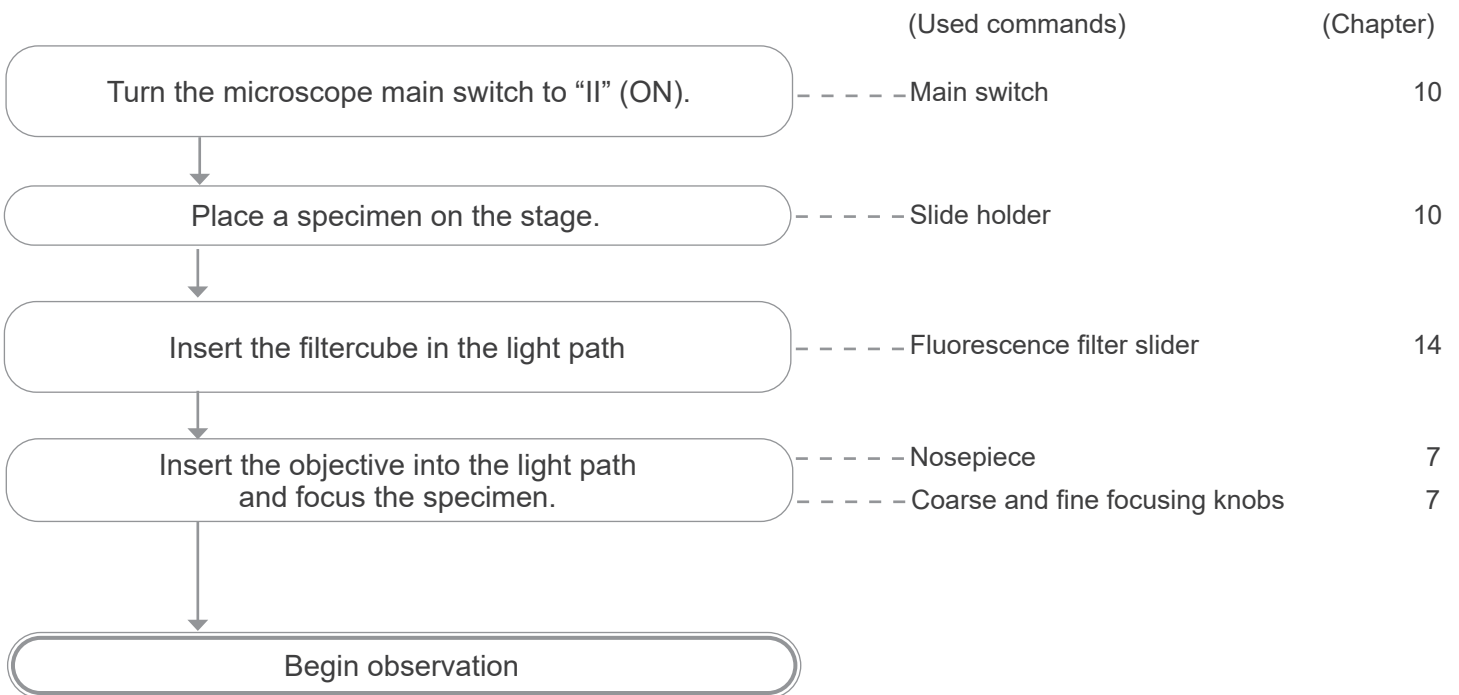 (Used commands) (Chapter)
Turn the microscope main switch to “II” (ON). Main switch 10
Place a specimen on the stage. Slide holder 10
Insert the filtercube in the light path Fluorescence filter slider 14
Insert the objective into the light path
and focus the specimen.
Nosepiece 7
Coarse and fine focusing knobs 7
Begin observation